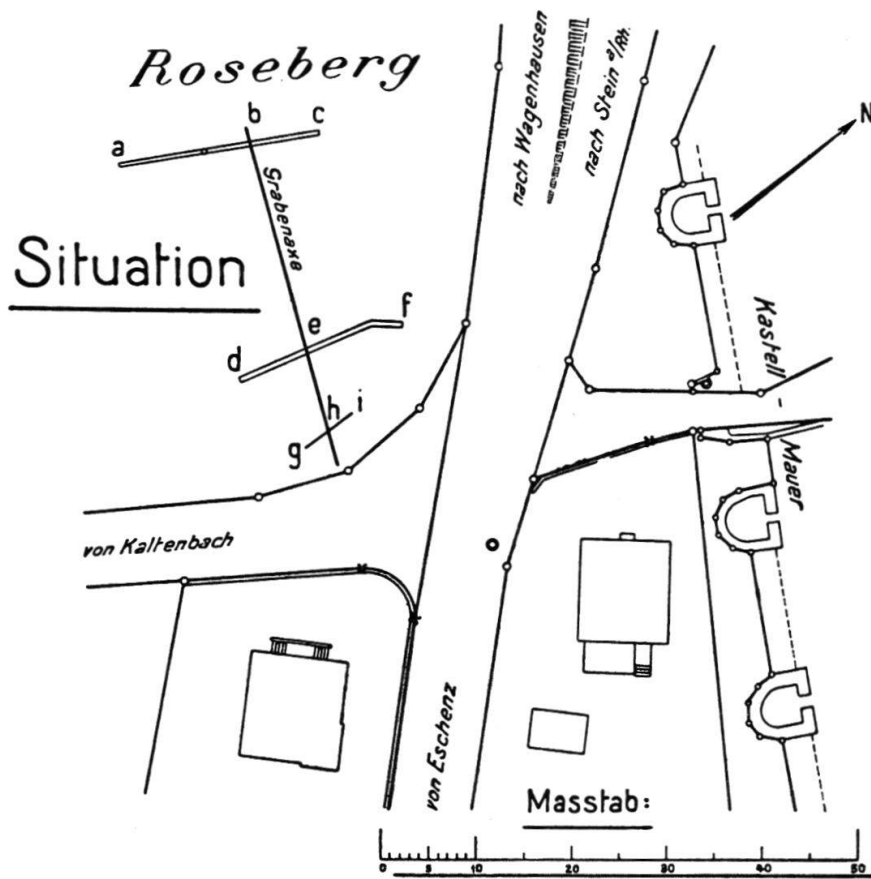 Roseberg
a
b
c
Grabenaxe
Situation
d
e
f
g
h
i
nach Wagenhausen
nach Stein a/Rh.
N
Kastell-
Mauer
von Kaltenbach
von Eschenz
Masstab:
0 5 10 20 30 40 50